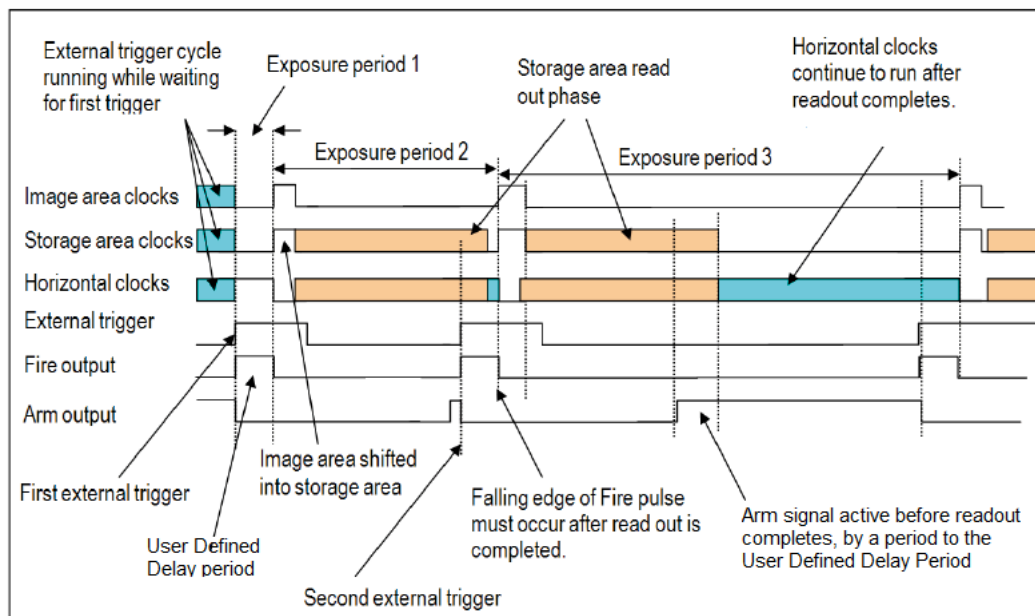 External trigger cycle
running while waiting
for first trigger
Exposure period 1
Storage area read
out phase
Horizontal clocks
continue to run after
readout completes.
Exposure period 2
Exposure period 3
Image area clocks
Storage area clocks
Horizontal clocks
External trigger
Fire output
Arm output
First external trigger
User Defined
Delay period
Image area shifted
into storage area
Second external trigger
Falling edge of Fire pulse
must occur after read out is
completed.
Arm signal active before readout
completes, by a period to the
User Defined Delay Period